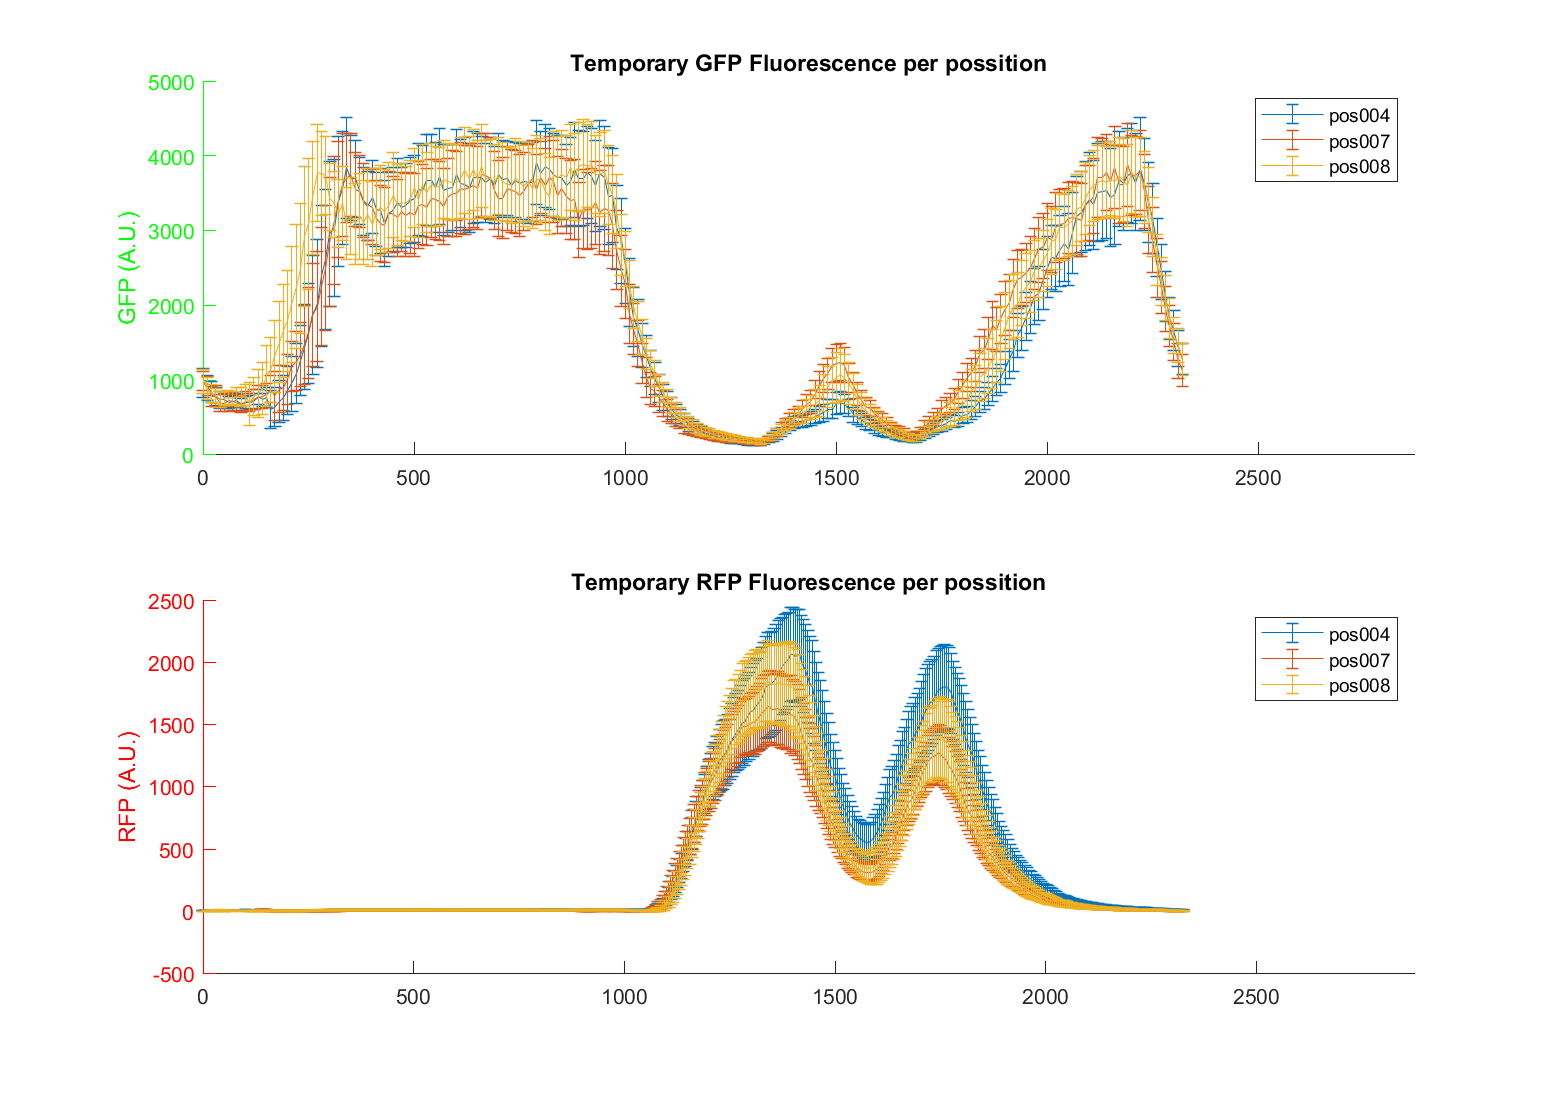 Temporary GFP Fluorescence per possition
5000
4000
3000
2000
1000
0
GFP (A.U.)
0 500 1000 1500 2000 2500
pos004
pos007
pos008
Temporary RFP Fluorescence per possition
2500
2000
1500
1000
500
0
-500
RFP (A.U.)
0 500 1000 1500 2000 2500
pos004
pos007
pos008